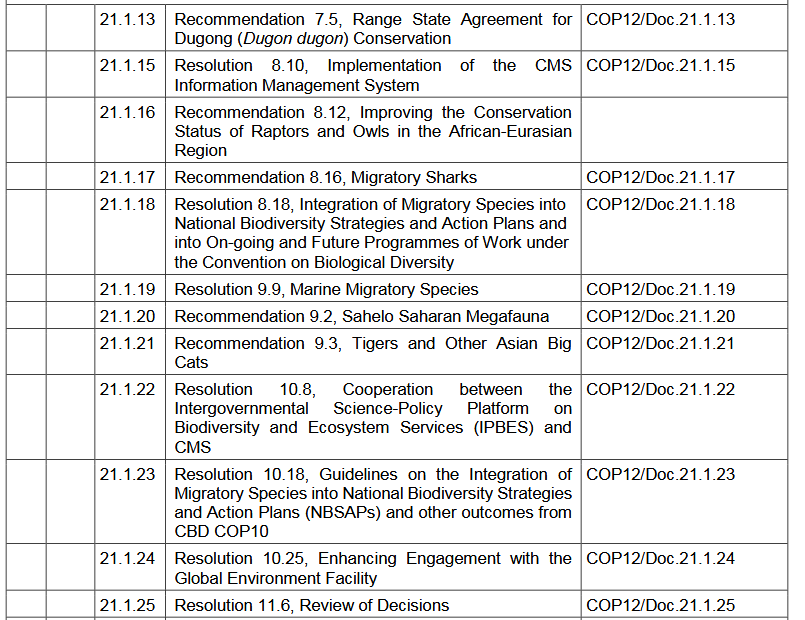 21.1.13 Recommendation 7.5, Range State Agreement for COP12/Doc.21.1.13
Dugong (Dugon dugon) Conservation
21.1.15 Resolution 8.10, Implementation of the CMS COP12/Doc.21.1.15
Information Management System
21.1.16 Recommendation 8.12, Improving the Conservation
Status of Raptors and Owls in the African-Eurasian
Region
21.1.17 Recommendation 8.16, Migratory Sharks COP12/Doc.21.1.17
21.1.18 Resolution 8.18, Integration of Migratory Species into COP12/Doc.21.1.18
National Biodiversity Strategies and Action Plans and
into On-going and Future Programmes of Work under
the Convention on Biological Diversity
21.1.19 Resolution 9.9, Marine Migratory Species COP12/Doc.21.1.19
21.1.20 Recommendation 9.2, Sahelo Saharan Megafauna COP12/Doc.21.1.20
21.1.21 Recommendation 9.3, Tigers and Other Asian Big COP12/Doc.21.1.21
Cats
21.1.22 Resolution 10.8, Cooperation between the COP12/Doc.21.1.22
Intergovernmental Science-Policy Platform on
Biodiversity and Ecosystem Services (IPBES) and
CMS
21.1.23 Resolution 10.18, Guidelines on the Integration of COP12/Doc.21.1.23
Migratory Species into National Biodiversity Strategies
and Action Plans (NBSAPs) and other outcomes from
CBD COP10
21.1.24 Resolution 10.25, Enhancing Engagement with the COP12/Doc.21.1.24
Global Environment Facility
21.1.25 Resolution 11.6, Review of Decisions COP12/Doc.21.1.25